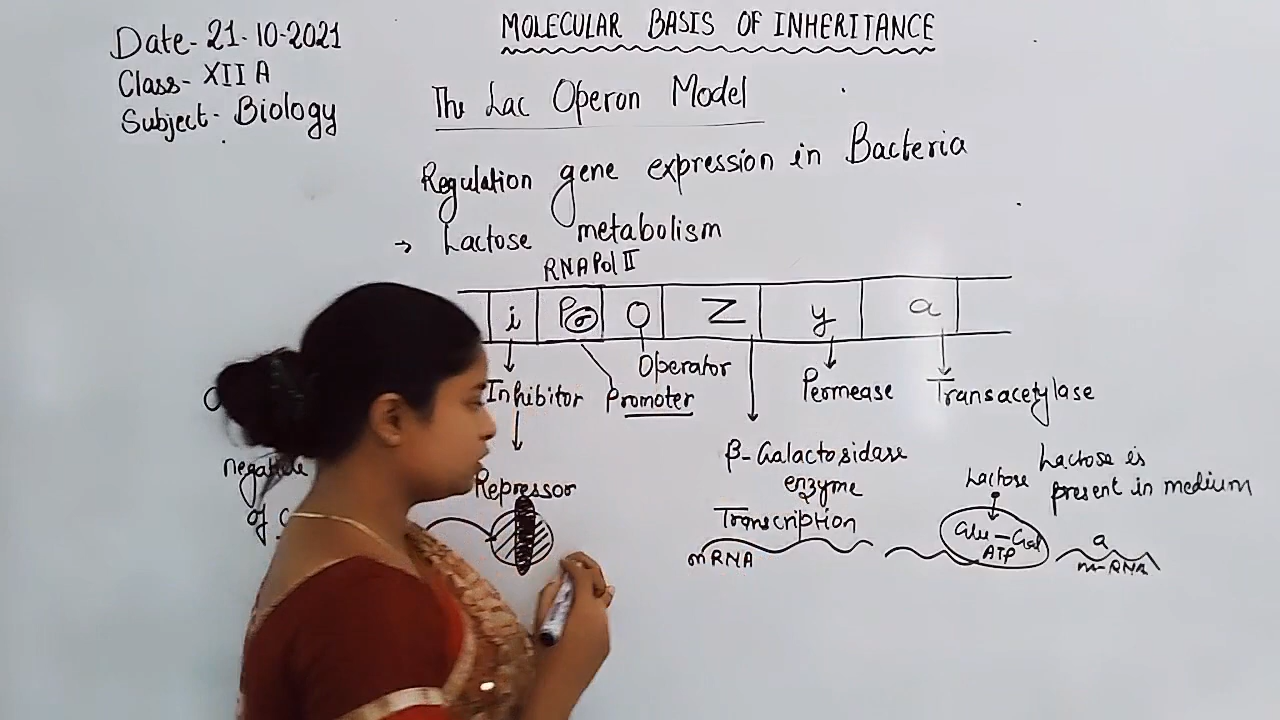 MOLECULAR BASIS OF INHERITANCE
Date- 21-10-2021
Class- XII A
Subject- Biology
The Lac Operon Model
Regulation gene expression in Bacteria
→ Lactose metabolism
RNA Pol II
i P σ O Z y a
Operator
Inhibitor Promoter Permease Transacetylase
β-Galactosidase
enzyme
negative
of
Repressor
Lactose
Lactose is
present in medium
Transcription
mRNA
Glu-Gal
ATP
a
m-RNA